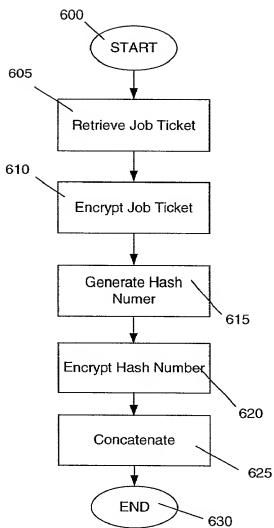 600
START
605
Retrieve Job Ticket
610
Encrypt Job Ticket
Generate Hash
Numer
615
Encrypt Hash Number
620
Concatenate
625
END
630